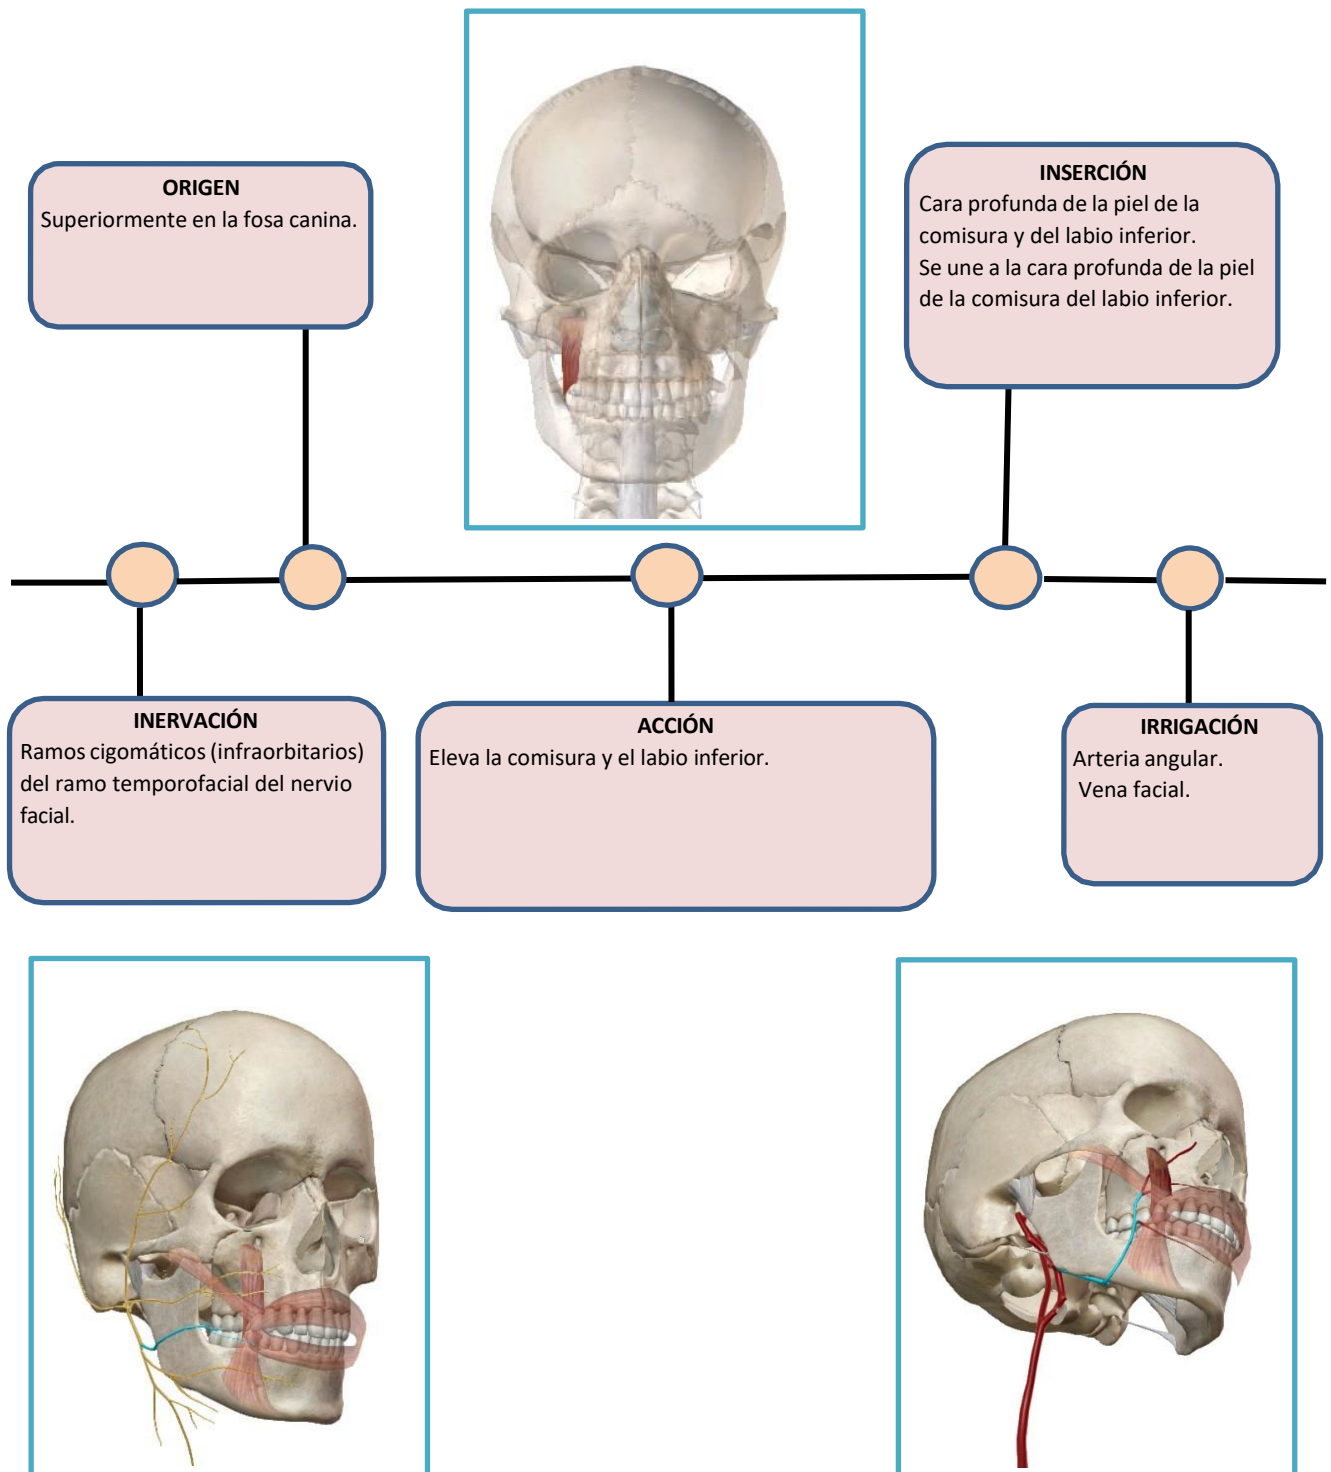 ORIGEN
Superiormente en la fosa canina.
INSERCIÓN
Cara profunda de la piel de la
comisura y del labio inferior.
Se une a la cara profunda de la piel
de la comisura del labio inferior.
INERVACIÓN
Ramos cigomáticos (infraorbitarios)
del ramo temporofacial del nervio
facial.
ACCIÓN
Eleva la comisura y el labio inferior.
IRRIGACIÓN
Arteria angular.
Vena facial.